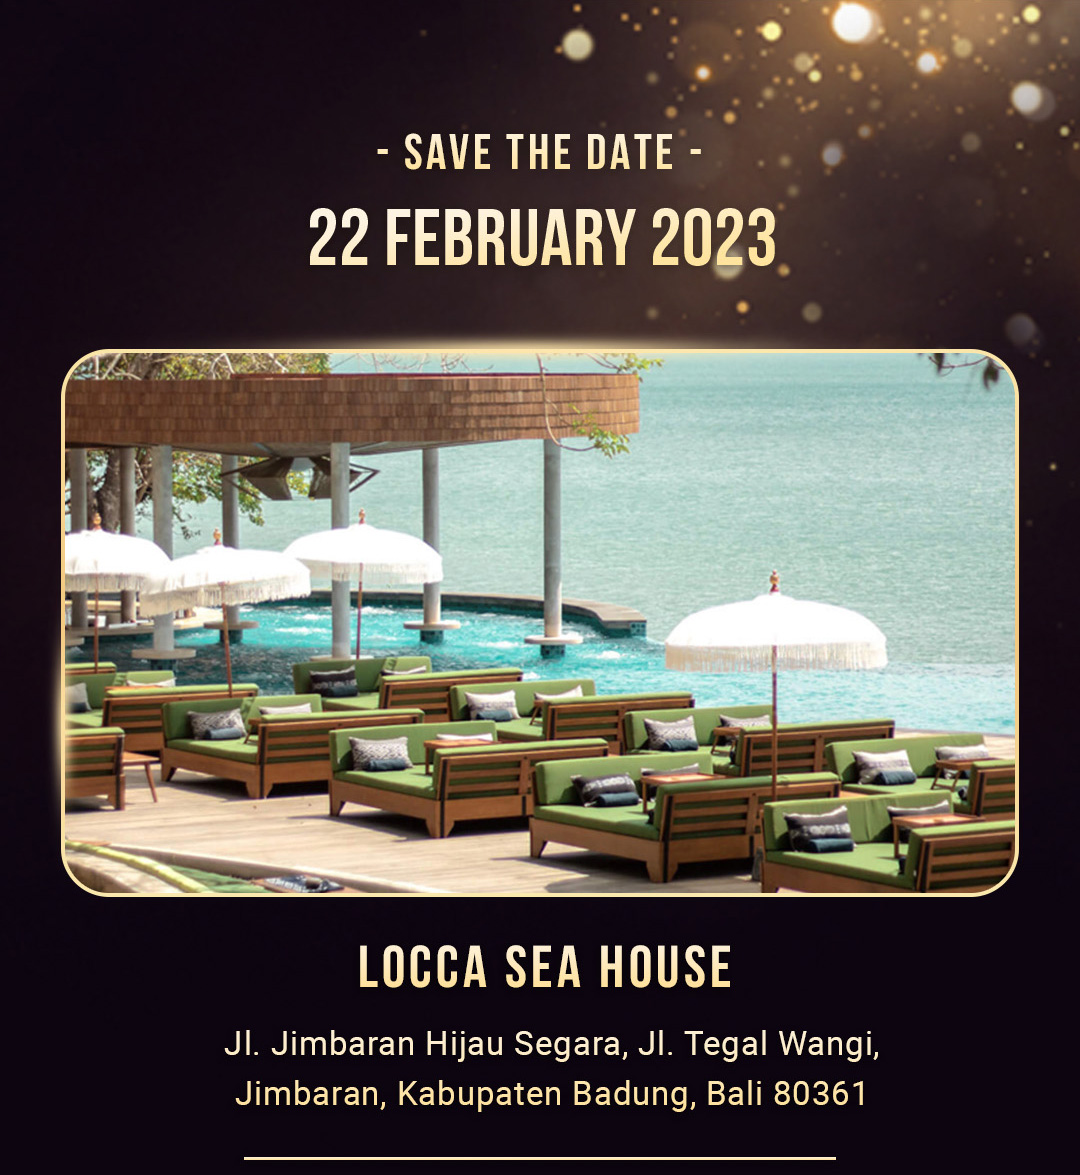 - SAVE THE DATE -
22 FEBRUARY 2023
LOCCA SEA HOUSE
Jl. Jimbaran Hijau Segara, Jl. Tegal Wangi,
Jimbaran, Kabupaten Badung, Bali 80361